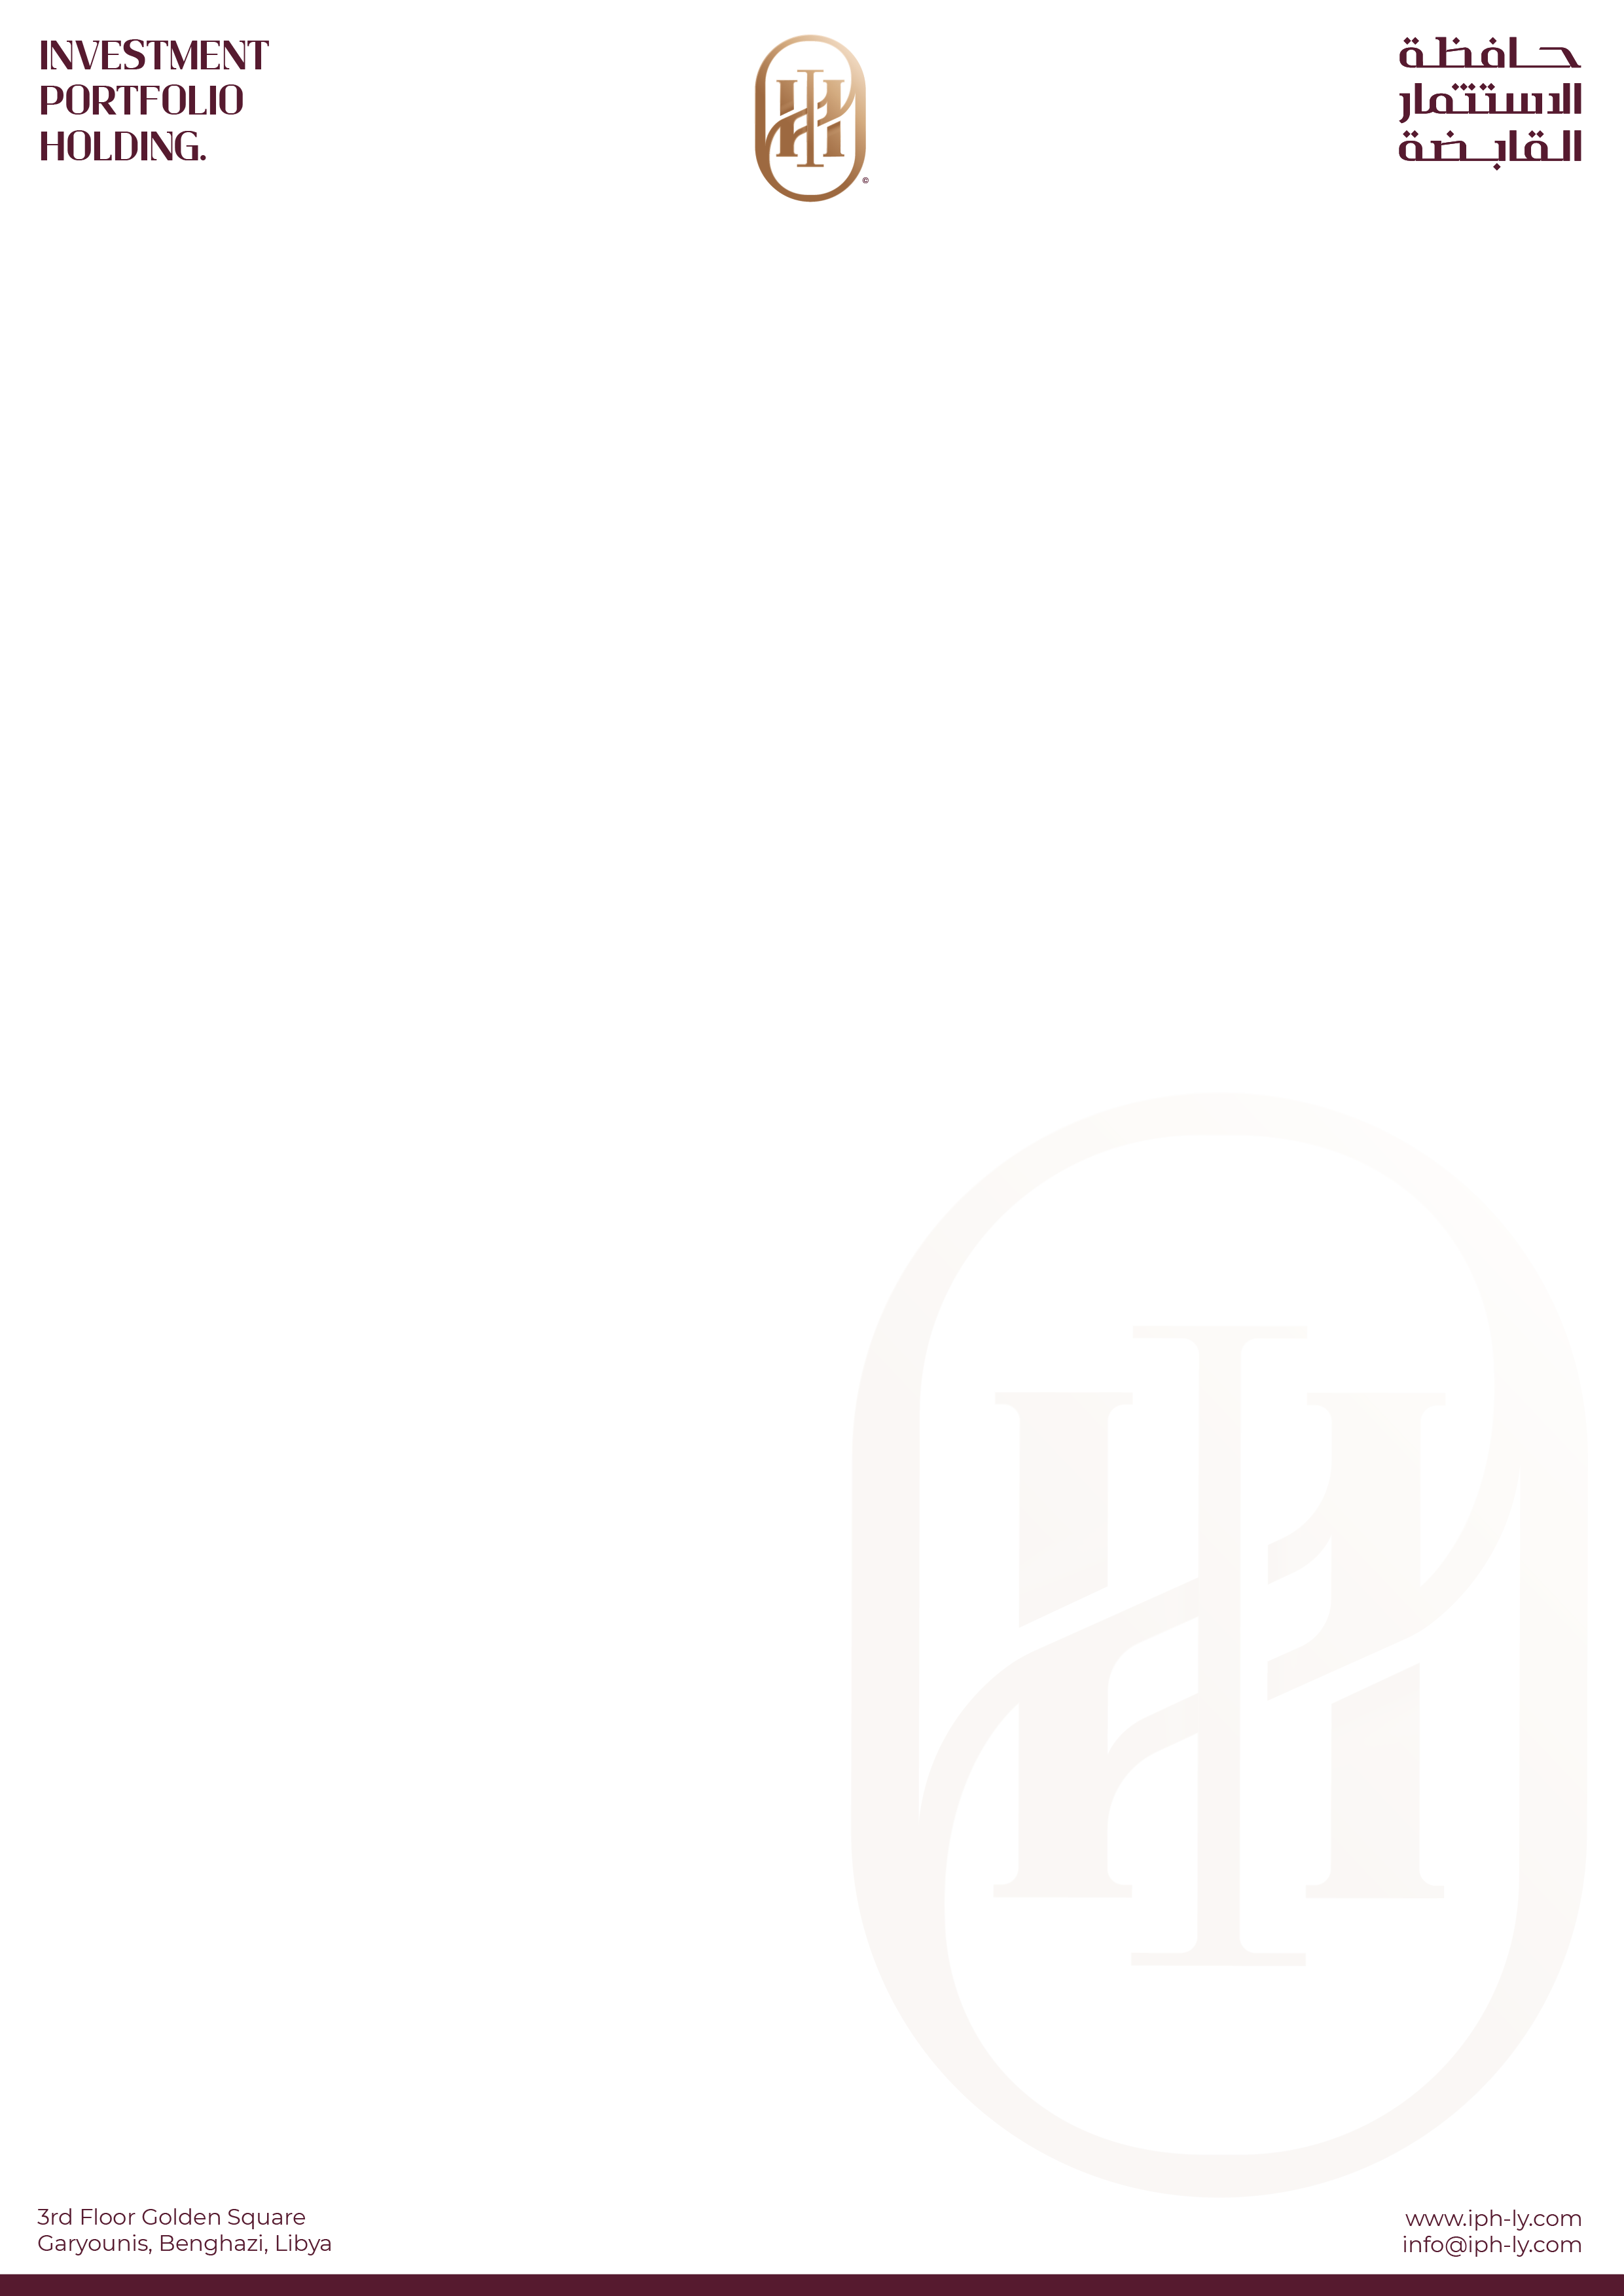 INVESTMENT
PORTFOLIO
HOLDING.
©
حافظة
الاستثمار
القابضة
3rd Floor Golden Square
Garyounis, Benghazi, Libya
www.iph-ly.com
info@iph-ly.com